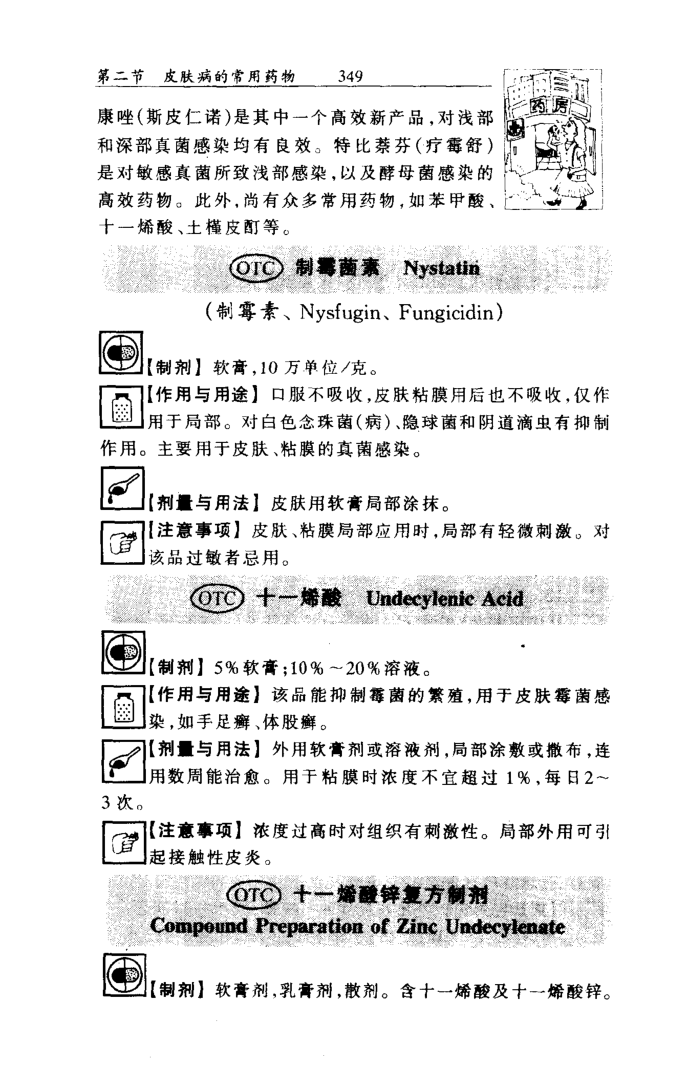 第二节 皮肤病的常用药物 349
药房
康唑(斯皮仁诺)是其中一个高效新产品,对浅部
和深部真菌感染均有良效。特比萘芬(疗霉舒)
是对敏感真菌所致浅部感染,以及酵母菌感染的
高效药物。此外,尚有众多常用药物,如苯甲酸、
十一烯酸、土槿皮酊等。
OTC 制霉菌素 Nystatin
(制霉素、Nysfugin、Fungicidin)
【制剂】软膏,10 万单位/克。
【作用与用途】口服不吸收,皮肤粘膜用后也不吸收,仅作
用于局部。对白色念珠菌(病)、隐球菌和阴道滴虫有抑制
作用。主要用于皮肤、粘膜的真菌感染。
【剂量与用法】皮肤用软膏局部涂抹。
【注意事项】皮肤、粘膜局部应用时,局部有轻微刺激。对
该品过敏者忌用。
OTC 十一烯酸 Undecylenic Acid
【制剂】5%软膏;10%~20%溶液。
【作用与用途】该品能抑制霉菌的繁殖,用于皮肤霉菌感
染,如手足癣、体股癣。
【剂量与用法】外用软膏剂或溶液剂,局部涂敷或撒布,连
用数周能治愈。用于粘膜时浓度不宜超过 1%,每日2~
3 次。
【注意事项】浓度过高时对组织有刺激性。局部外用可引
起接触性皮炎。
OTC 十一烯酸锌复方制剂
Compound Preparation of Zinc Undecylenate
【制剂】软膏剂,乳膏剂,散剂。含十一烯酸及十一烯酸锌。